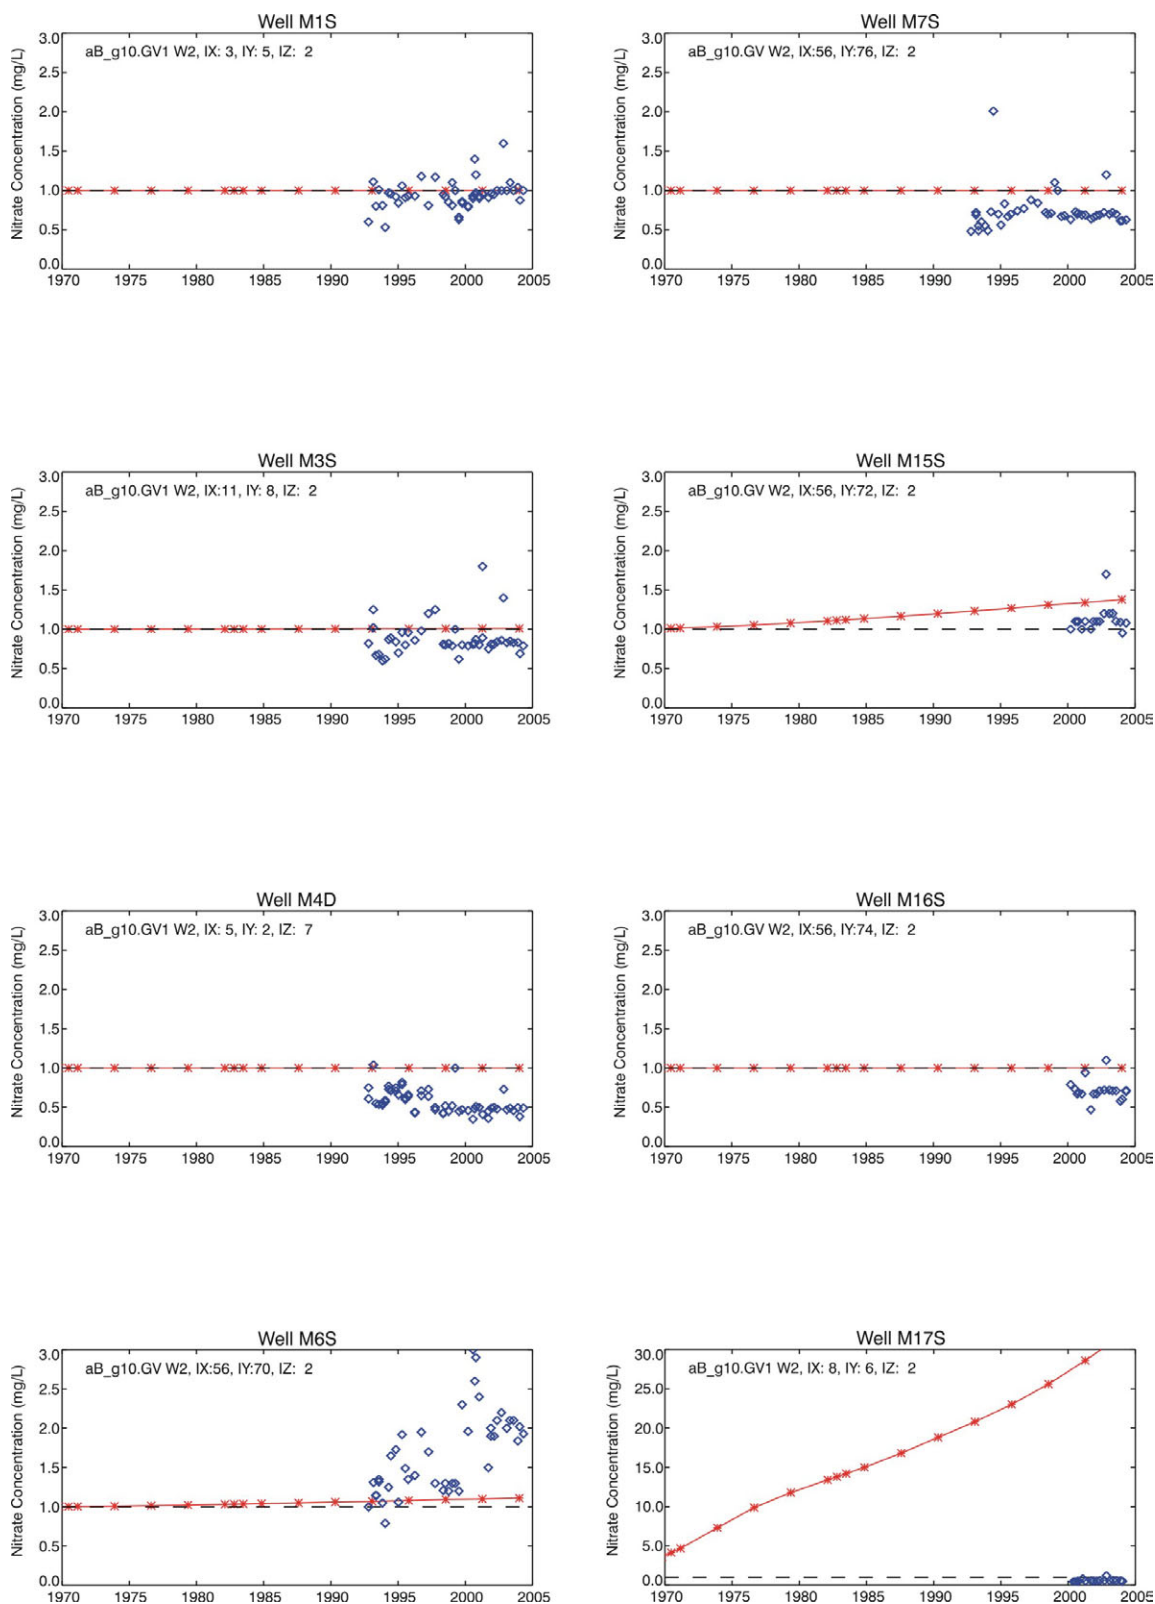 Well M1S
aB_g10.GV1 W2, IX: 3, IY: 5, IZ: 2
Nitrate Concentration (mg/L)
3.0
2.5
2.0
1.5
1.0
0.5
0.0
1970 1975 1980 1985 1990 1995 2000 2005
Well M7S
aB_g10.GV W2, IX:56, IY:76, IZ: 2
Nitrate Concentration (mg/L)
3.0
2.5
2.0
1.5
1.0
0.5
0.0
1970 1975 1980 1985 1990 1995 2000 2005
Well M3S
aB_g10.GV1 W2, IX:11, IY: 8, IZ: 2
Nitrate Concentration (mg/L)
3.0
2.5
2.0
1.5
1.0
0.5
0.0
1970 1975 1980 1985 1990 1995 2000 2005
Well M15S
aB_g10.GV W2, IX:56, IY:72, IZ: 2
Nitrate Concentration (mg/L)
3.0
2.5
2.0
1.5
1.0
0.5
0.0
1970 1975 1980 1985 1990 1995 2000 2005
Well M4D
aB_g10.GV1 W2, IX: 5, IY: 2, IZ: 7
Nitrate Concentration (mg/L)
3.0
2.5
2.0
1.5
1.0
0.5
0.0
1970 1975 1980 1985 1990 1995 2000 2005
Well M16S
aB_g10.GV W2, IX:56, IY:74, IZ: 2
Nitrate Concentration (mg/L)
3.0
2.5
2.0
1.5
1.0
0.5
0.0
1970 1975 1980 1985 1990 1995 2000 2005
Well M6S
aB_g10.GV W2, IX:56, IY:70, IZ: 2
Nitrate Concentration (mg/L)
3.0
2.5
2.0
1.5
1.0
0.5
0.0
1970 1975 1980 1985 1990 1995 2000 2005
Well M17S
aB_g10.GV1 W2, IX: 8, IY: 6, IZ: 2
Nitrate Concentration (mg/L)
30.0
25.0
20.0
15.0
10.0
5.0
0.0
1970 1975 1980 1985 1990 1995 2000 2005